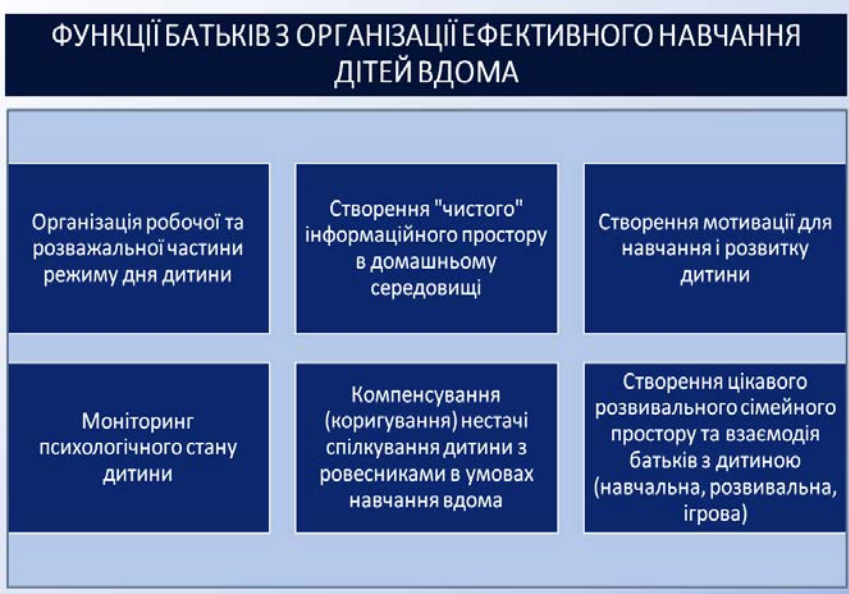 ФУНКЦІЇ БАТЬКІВ З ОРГАНІЗАЦІЇ ЕФЕКТИВНОГО НАВЧАННЯ
ДІТЕЙ ВДОМА
Організація робочої та
розважальної частини
режиму дня дитини
Створення "чистого"
інформаційного простору
в домашньому
середовищі
Створення мотивації для
навчання і розвитку
дитини
Моніторинг
психологічного стану
дитини
Компенсування
(коригування) нестачі
спілкування дитини з
ровесниками в умовах
навчання вдома
Створення цікавого
розвивального сімейного
простору та взаємодія
батьків з дитиною
(навчальна, розвивальна,
ігрова)